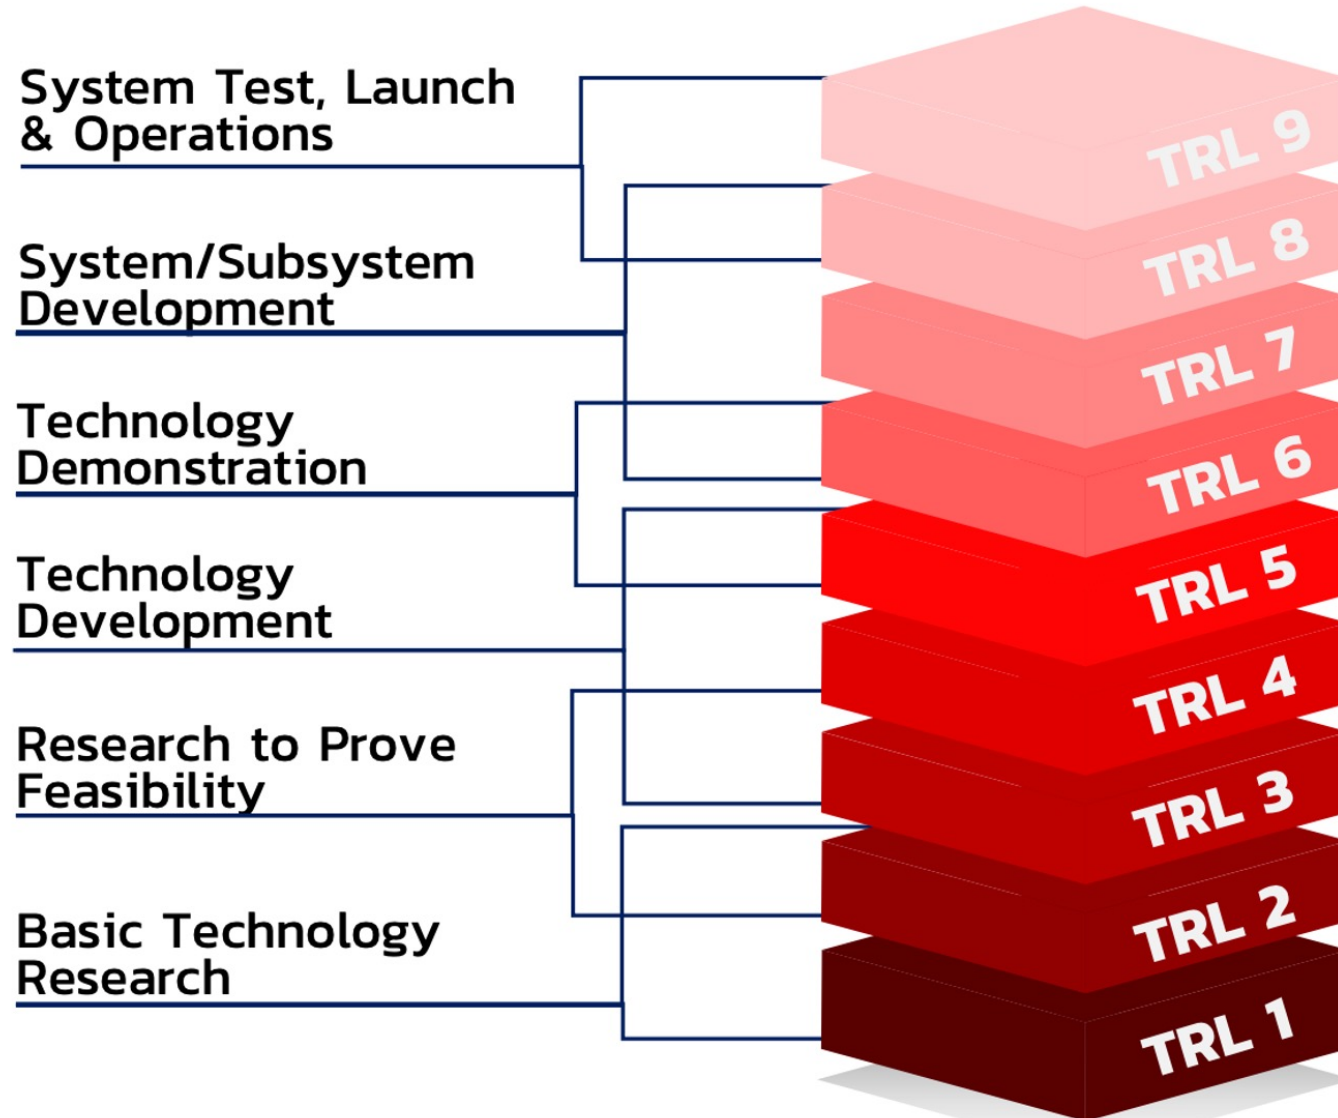 System Test, Launch
& Operations
System/Subsystem
Development
Technology
Demonstration
Technology
Development
Research to Prove
Feasibility
Basic Technology
Research
TRL 9
TRL 8
TRL 7
TRL 6
TRL 5
TRL 4
TRL 3
TRL 2
TRL 1